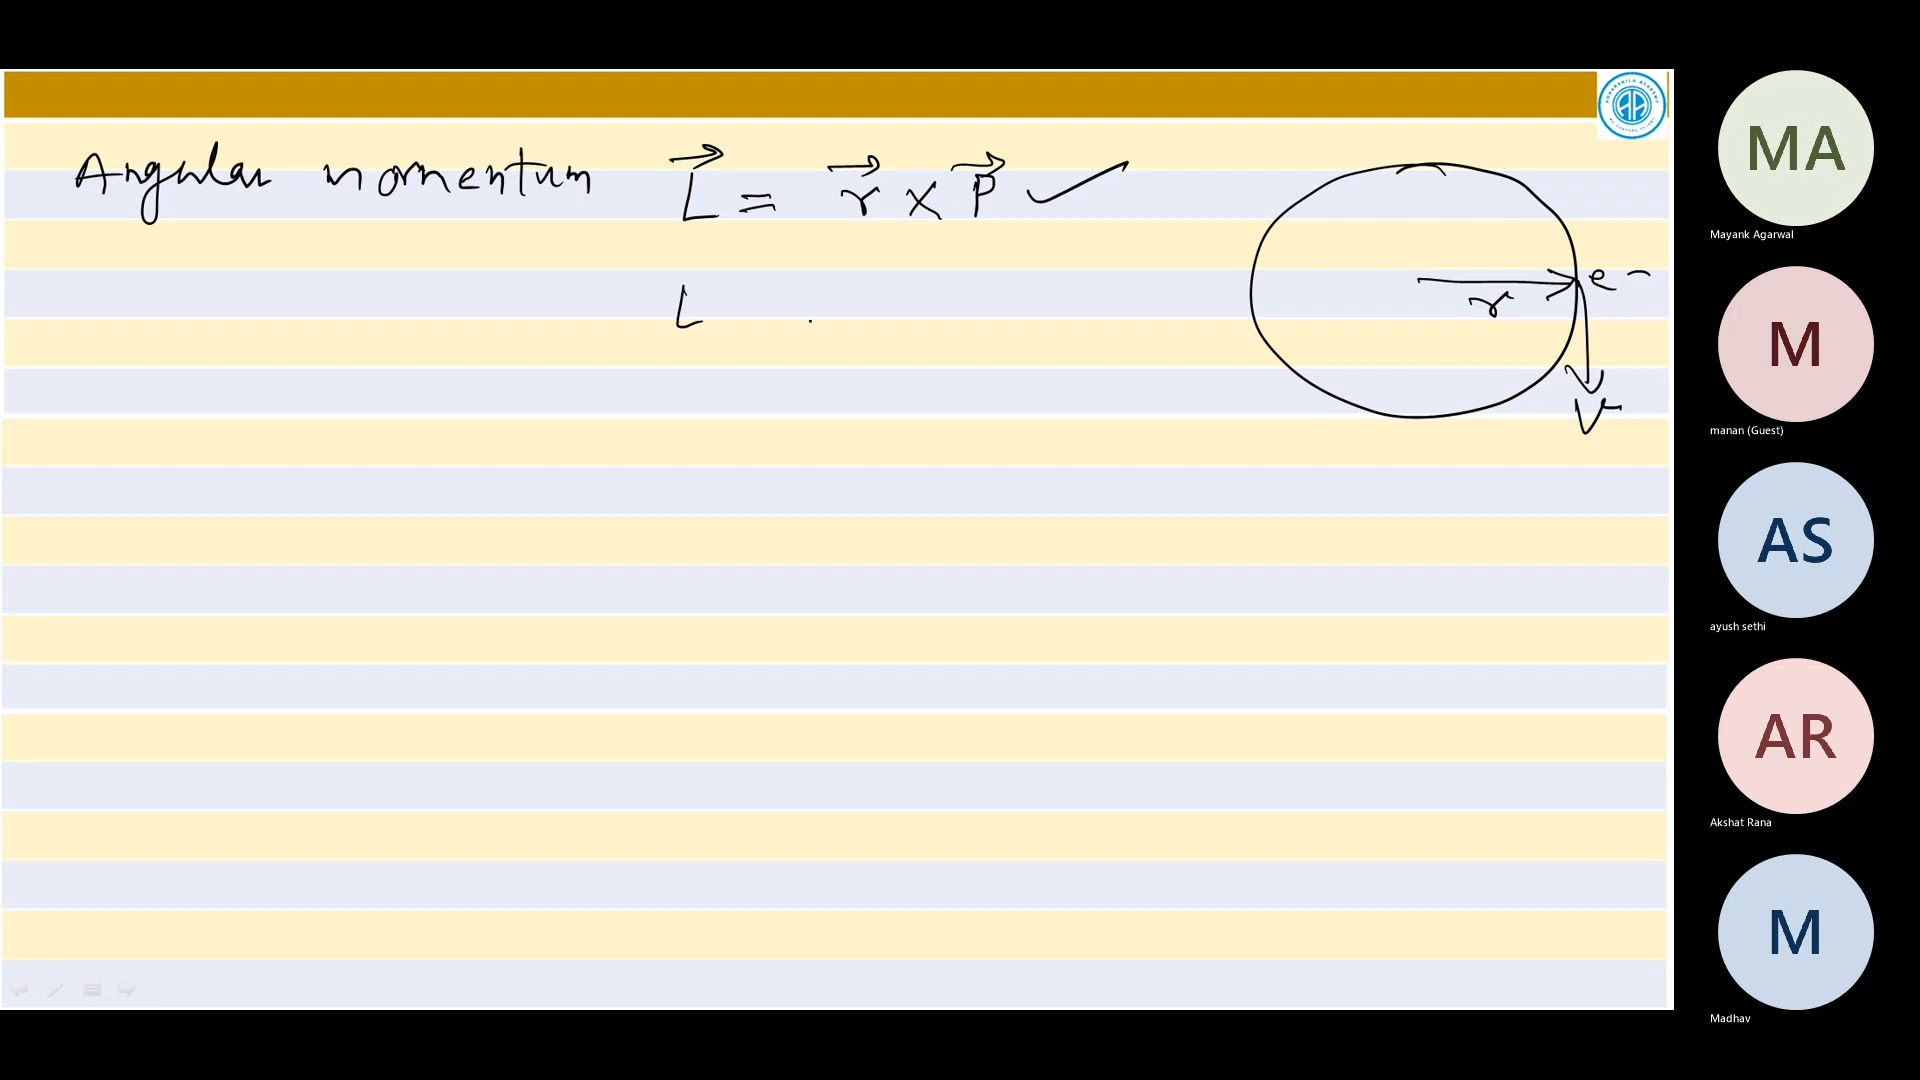 Angular momentum L = r × P ✓
L
r
e -
v
MA
Mayank Agarwal
M
manan (Guest)
AS
ayush sethi
AR
Akshat Rana
M
Madhav